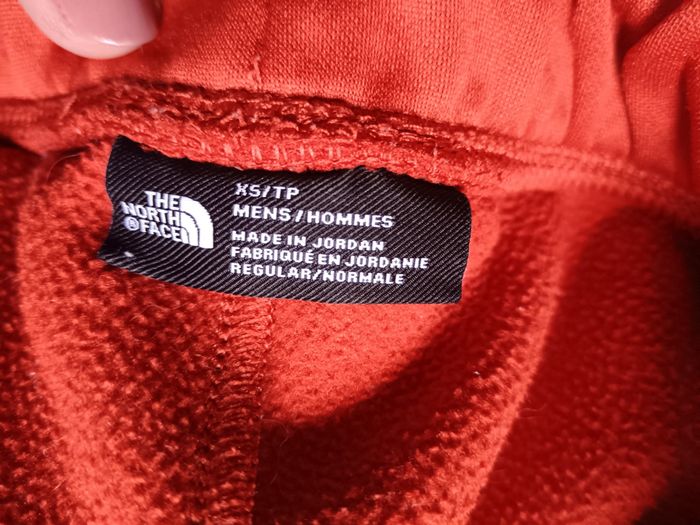 THE
NORTH
®FACE
XS/TP
MENS/HOMMES
MADE IN JORDAN
FABRIQUÉ EN JORDANIE
REGULAR/NORMALE